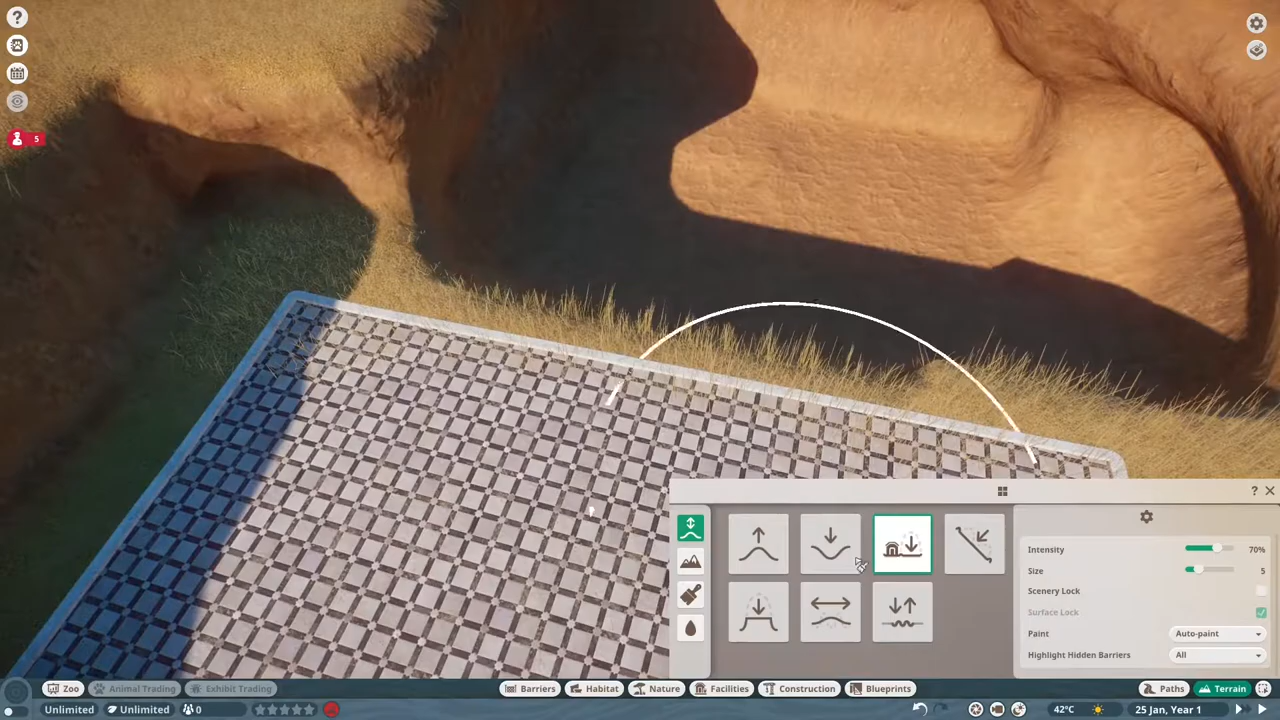 ?
5
?
Intensity 70%
Size 5
Scenery Lock
Surface Lock
Paint Auto-paint
Highlight Hidden Barriers All
Zoo Animal Trading Exhibit Trading Barriers Habitat Nature Facilities Construction Blueprints Paths Terrain
Unlimited Unlimited 0 42°C 25 Jan, Year 1